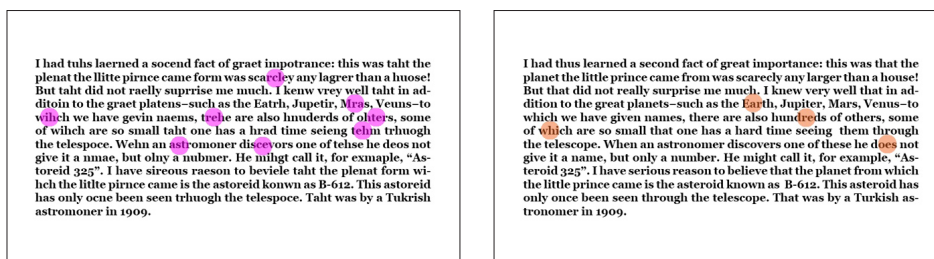 I had tuhs laerned a socend fact of graet impotrance: this was taht the
plenat the llitte pirnce came form was scarcley any lagrer than a huose!
But taht did not raelly suprrise me much. I kenw vrey well taht in ad-
ditoin to the graet platens–such as the Eatrh, Jupetir, Mras, Veuns–to
wihch we have gevin naems, trehe are also hnuderds of ohters, some
of wihch are so small taht one has a hrad time seieng tehm trhuogh
the telespoce. Wehn an astromoner disceyors one of tehse he deos not
give it a nmae, but olny a nubmer. He mihgt call it, for exmaple, “As-
toreid 325”. I have sireous raeson to beviele taht the plenat form wi-
hch the litlte pirnce came is the astoreid konwn as B-612. This astoreid
has only ocne been seen trhuogh the telespoce. Taht was by a Tukrish
astromoner in 1909.
I had thus learned a second fact of great importance: this was that the
planet the little prince came from was scarecly any larger than a house!
But that did not really surprise me much. I knew very well that in ad-
dition to the great planets–such as the Earth, Jupiter, Mars, Venus–to
which we have given names, there are also hundreds of others, some
of which are so small that one has a hard time seeing them through
the telescope. When an astronomer discovers one of these he does not
give it a name, but only a number. He might call it, for example, “As-
teroid 325”. I have serious reason to believe that the planet from which
the little prince came is the asteroid known as B-612. This asteroid has
only once been seen through the telescope. That was by a Turkish as-
tronomer in 1909.